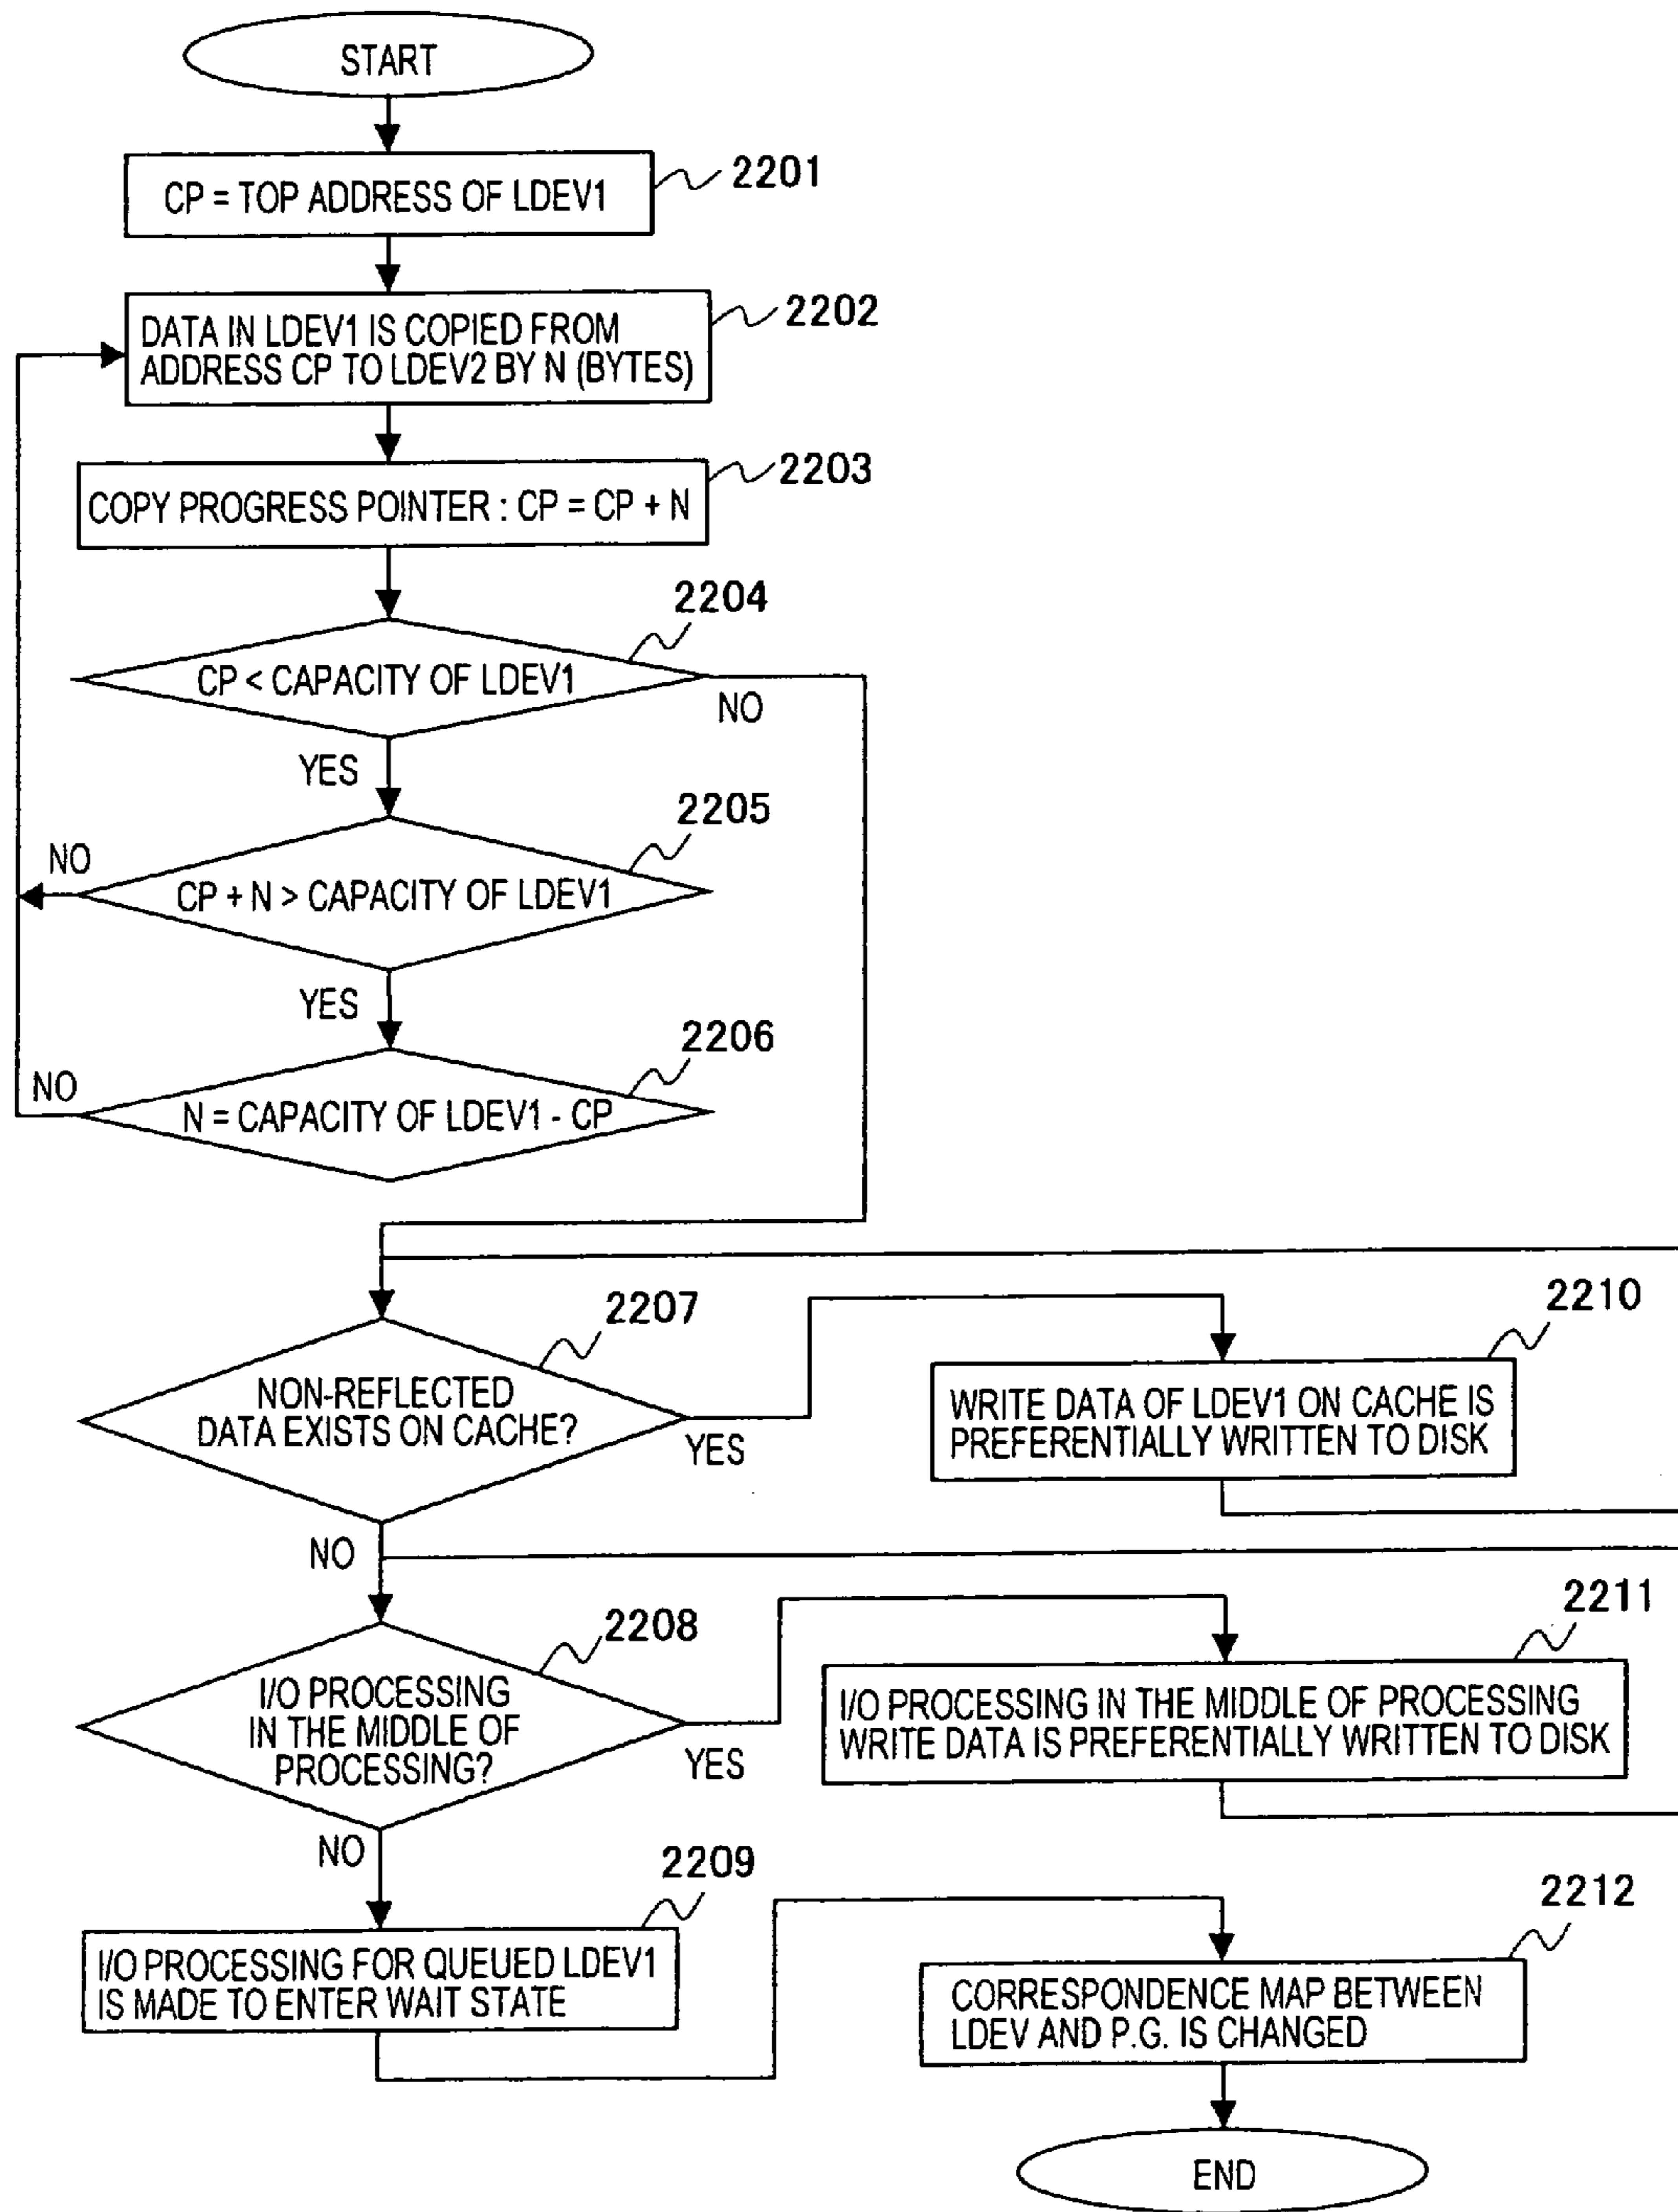 START
CP = TOP ADDRESS OF LDEV1
2201
DATA IN LDEV1 IS COPIED FROM
ADDRESS CP TO LDEV2 BY N (BYTES)
2202
COPY PROGRESS POINTER : CP = CP + N
2203
2204
CP < CAPACITY OF LDEV1
NO
YES
2205
NO
CP + N > CAPACITY OF LDEV1
YES
2206
NO
N = CAPACITY OF LDEV1 - CP
2207
NON-REFLECTED
DATA EXISTS ON CACHE?
YES
NO
2210
WRITE DATA OF LDEV1 ON CACHE IS
PREFERENTIALLY WRITTEN TO DISK
2208
I/O PROCESSING
IN THE MIDDLE OF
PROCESSING?
YES
NO
2211
I/O PROCESSING IN THE MIDDLE OF PROCESSING
WRITE DATA IS PREFERENTIALLY WRITTEN TO DISK
2209
I/O PROCESSING FOR QUEUED LDEV1
IS MADE TO ENTER WAIT STATE
2212
CORRESPONDENCE MAP BETWEEN
LDEV AND P.G. IS CHANGED
END